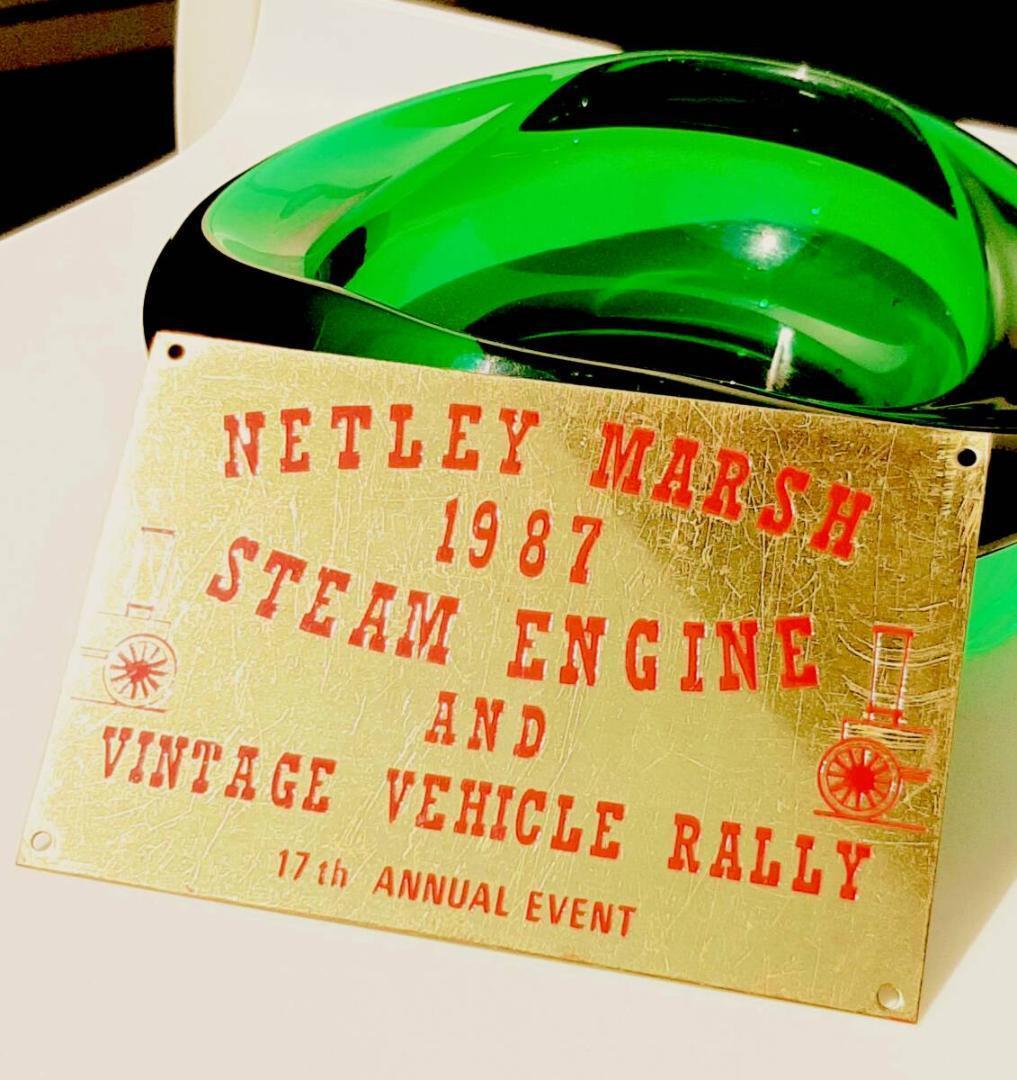 NETLEY MARSH
1987
STEAM ENGINE
AND
VINTAGE VEHICLE RALLY
17th ANNUAL EVENT